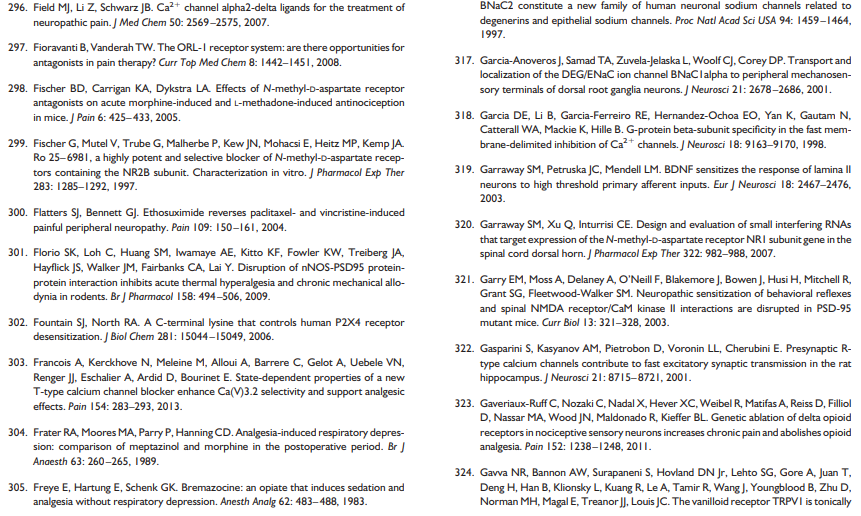 296. Field MJ, Li Z, Schwarz JB. Ca2+ channel alpha2-delta ligands for the treatment of
neuropathic pain. J Med Chem 50: 2569–2575, 2007.
297. Fioravanti B, Vanderah TW. The ORL-1 receptor system: are there opportunities for
antagonists in pain therapy? Curr Top Med Chem 8: 1442–1451, 2008.
298. Fischer BD, Carrigan KA, Dykstra LA. Effects of N-methyl-D-aspartate receptor
antagonists on acute morphine-induced and L-methadone-induced antinociception
in mice. J Pain 6: 425–433, 2005.
299. Fischer G, Mutel V, Trube G, Malherbe P, Kew JN, Mohacsi E, Heitz MP, Kemp JA.
Ro 25–6981, a highly potent and selective blocker of N-methyl-D-aspartate recep-
tors containing the NR2B subunit. Characterization in vitro. J Pharmacol Exp Ther
283: 1285–1292, 1997.
300. Flatters SJ, Bennett GJ. Ethosuximide reverses paclitaxel- and vincristine-induced
painful peripheral neuropathy. Pain 109: 150–161, 2004.
301. Florio SK, Loh C, Huang SM, Iwamaye AE, Kitto KF, Fowler KW, Treiberg JA,
Hayflick JS, Walker JM, Fairbanks CA, Lai Y. Disruption of nNOS-PSD95 protein-
protein interaction inhibits acute thermal hyperalgesia and chronic mechanical allo-
dynia in rodents. Br J Pharmacol 158: 494–506, 2009.
302. Fountain SJ, North RA. A C-terminal lysine that controls human P2X4 receptor
desensitization. J Biol Chem 281: 15044–15049, 2006.
303. Francois A, Kerckhove N, Meleine M, Alloui A, Barrere C, Gelot A, Uebele VN,
Renger JJ, Eschalier A, Ardid D, Bourinet E. State-dependent properties of a new
T-type calcium channel blocker enhance Ca(V)3.2 selectivity and support analgesic
effects. Pain 154: 283–293, 2013.
304. Frater RA, Moores MA, Parry P, Hanning CD. Analgesia-induced respiratory depres-
sion: comparison of meptazinol and morphine in the postoperative period. Br J
Anaesth 63: 260–265, 1989.
305. Freye E, Hartung E, Schenk GK. Bremazocine: an opiate that induces sedation and
analgesia without respiratory depression. Anesth Analg 62: 483–488, 1983.
BNaC2 constitute a new family of human neuronal sodium channels related to
degenerins and epithelial sodium channels. Proc Natl Acad Sci USA 94: 1459–1464,
1997.
317. Garcia-Anoveros J, Samad TA, Zuvela-Jelaska L, Woolf CJ, Corey DP. Transport and
localization of the DEG/ENaC ion channel BNaC1alpha to peripheral mechanosen-
sory terminals of dorsal root ganglia neurons. J Neurosci 21: 2678–2686, 2001.
318. Garcia DE, Li B, Garcia-Ferreiro RE, Hernandez-Ochoa EO, Yan K, Gautam N,
Catterall WA, Mackie K, Hille B. G-protein beta-subunit specificity in the fast mem-
brane-delimited inhibition of Ca2+ channels. J Neurosci 18: 9163–9170, 1998.
319. Garraway SM, Petruska JC, Mendell LM. BDNF sensitizes the response of lamina II
neurons to high threshold primary afferent inputs. Eur J Neurosci 18: 2467–2476,
2003.
320. Garraway SM, Xu Q, Inturrisi CE. Design and evaluation of small interfering RNAs
that target expression of the N-methyl-D-aspartate receptor NR1 subunit gene in the
spinal cord dorsal horn. J Pharmacol Exp Ther 322: 982–988, 2007.
321. Garry EM, Moss A, Delaney A, O'Neill F, Blakemore J, Bowen J, Husi H, Mitchell R,
Grant SG, Fleetwood-Walker SM. Neuropathic sensitization of behavioral reflexes
and spinal NMDA receptor/CaM kinase II interactions are disrupted in PSD-95
mutant mice. Curr Biol 13: 321–328, 2003.
322. Gasparini S, Kasyanov AM, Pietrobon D, Voronin LL, Cherubini E. Presynaptic R-
type calcium channels contribute to fast excitatory synaptic transmission in the rat
hippocampus. J Neurosci 21: 8715–8721, 2001.
323. Gaveriaux-Ruff C, Nozaki C, Nadal X, Hever XC, Weibel R, Matifas A, Reiss D, Filliol
D, Nassar MA, Wood JN, Maldonado R, Kieffer BL. Genetic ablation of delta opioid
receptors in nociceptive sensory neurons increases chronic pain and abolishes opioid
analgesia. Pain 152: 1238–1248, 2011.
324. Gavva NR, Bannon AW, Surapaneni S, Hovland DN Jr, Lehto SG, Gore A, Juan T,
Deng H, Han B, Klionsky L, Kuang R, Le A, Tamir R, Wang J, Youngblood B, Zhu D,
Norman MH, Magal E, Treanor JJ, Louis JC. The vanilloid receptor TRPV1 is tonically